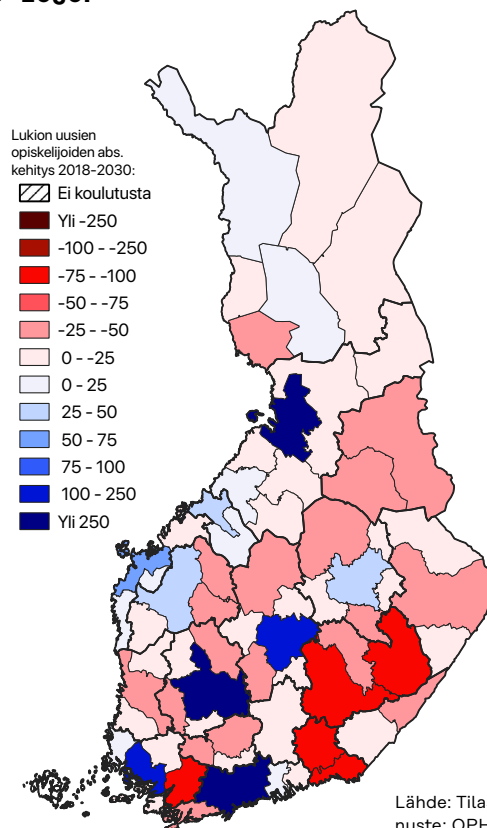 Lukion uusien
opiskelijoiden abs.
kehitys 2018-2030:
Ei koulutusta
Yli -250
-100 - -250
-75 - -100
-50 - -75
-25 - -50
0 - -25
0 - 25
25 - 50
50 - 75
75 - 100
100 - 250
Yli 250
Lähde: Tila
nuste: OPH